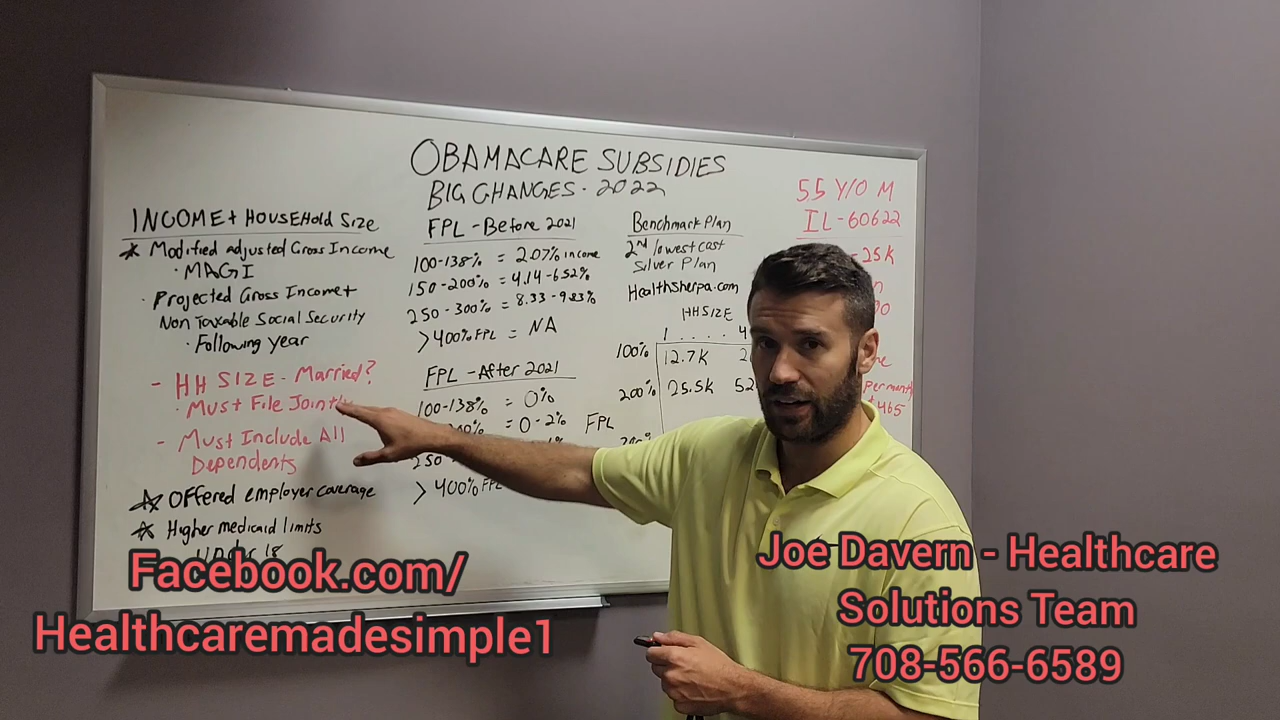 OBAMACARE SUBSIDIES
BIG CHANGES - 2022
INCOME + HOUSEHOLD SIZE
* Modified adjusted Gross Income
· MAGI
· Projected Gross Income +
Non Taxable Social Security
· Following year
- HH SIZE - Married?
· Must File Jointly
- Must Include All
Dependents
* Offered employer coverage
* Higher medicaid limits
Under 18
FPL - Before 2021
100-138% = 2.07% income
150-200% = 4.14-6.52%
250-300% = 8.33-9.83%
>400% FPL = NA
FPL - After 2021
100-138% = 0%
= 0-2%
250
> 400% FPL
Benchmark Plan
2nd lowest cost
Silver Plan
HealthSherpa.com
HH SIZE
1 . . . . 4
100% 12.7K
200% 25.5K 52
FPL
55 Y/O M
IL - 60622
- 25K
per month
465
Facebook.com/
Healthcaremadesimple1
Joe Davern - Healthcare
Solutions Team
708-566-6589